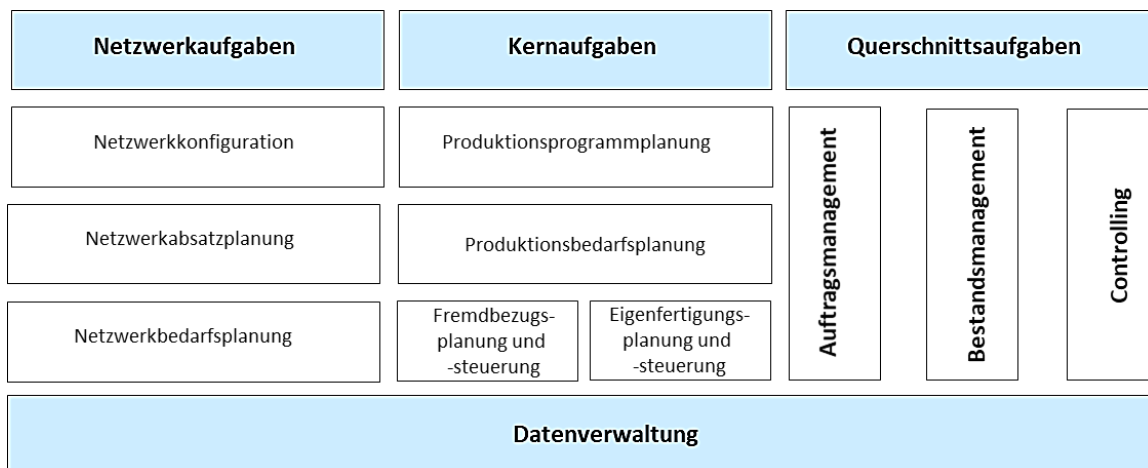 Netzwerkaufgaben
Kernaufgaben
Querschnittsaufgaben
Netzwerkkonfiguration
Netzwerkabsatzplanung
Netzwerkbedarfsplanung
Produktionsprogrammplanung
Produktionsbedarfsplanung
Fremdbezugs-
planung und
-steuerung
Eigenfertigungs-
planung und
-steuerung
Auftragsmanagement
Bestandsmanagement
Controlling
Datenverwaltung